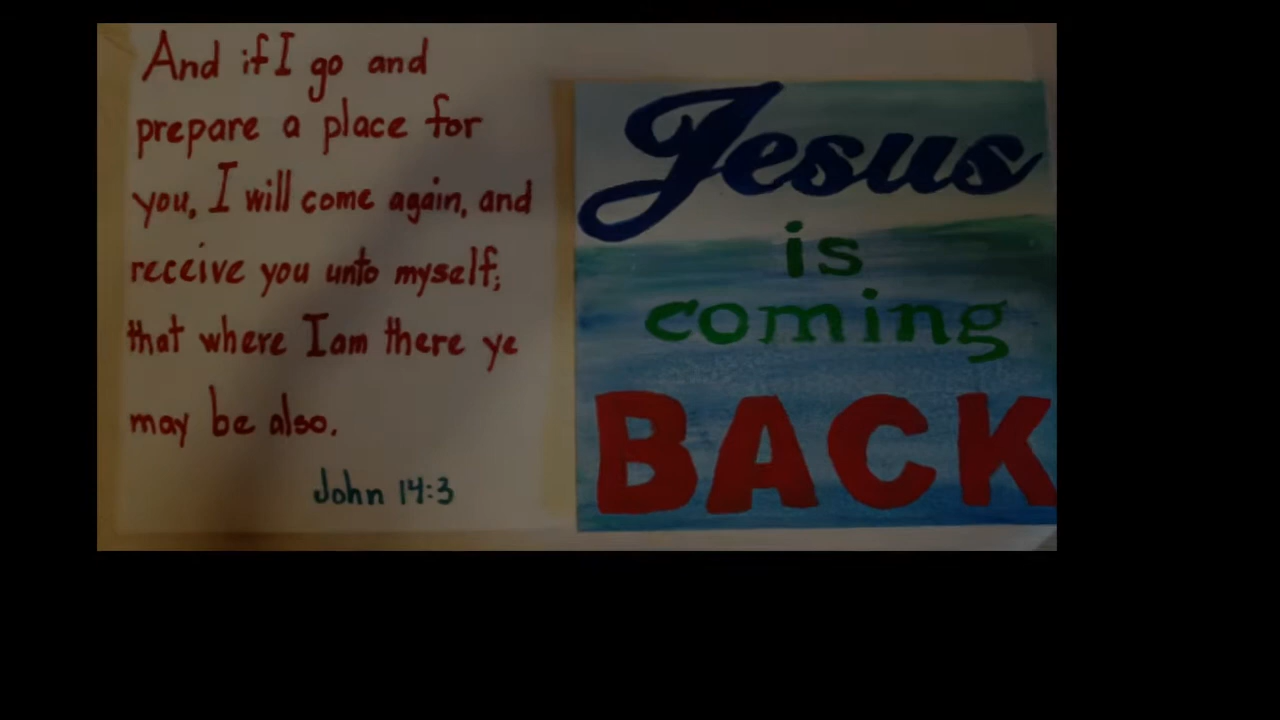 And if I go and
prepare a place for
you, I will come again, and
receive you unto myself;
that where I am there ye
may be also.
John 14:3
Jesus
is
coming
BACK